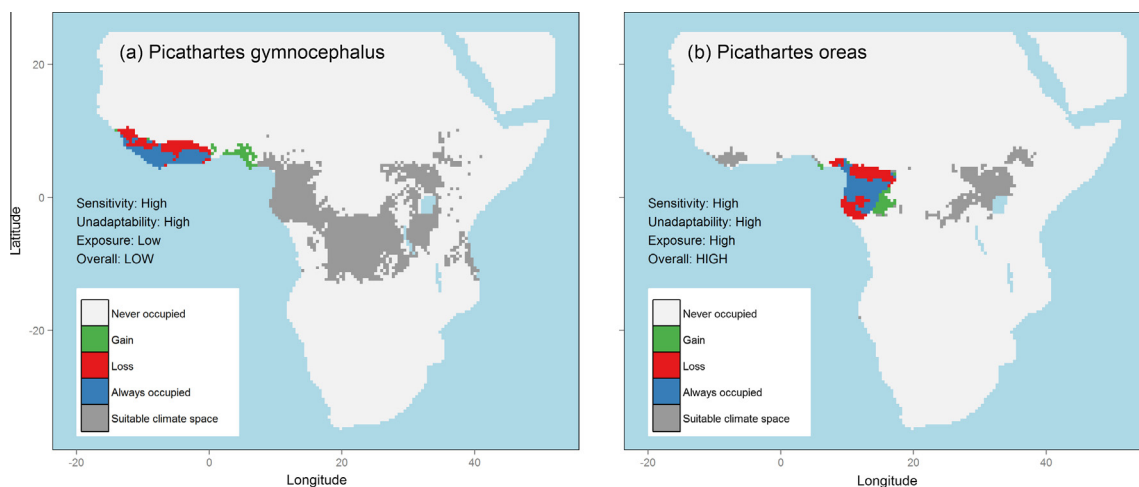 (a) Picathartes gymnocephalus
Latitude
20
0
-20
Sensitivity: High
Unadaptability: High
Exposure: Low
Overall: LOW
Never occupied
Gain
Loss
Always occupied
Suitable climate space
-20
0
20
40
Longitude
(b) Picathartes oreas
Latitude
20
0
-20
Sensitivity: High
Unadaptability: High
Exposure: High
Overall: HIGH
Never occupied
Gain
Loss
Always occupied
Suitable climate space
-20
0
20
40
Longitude